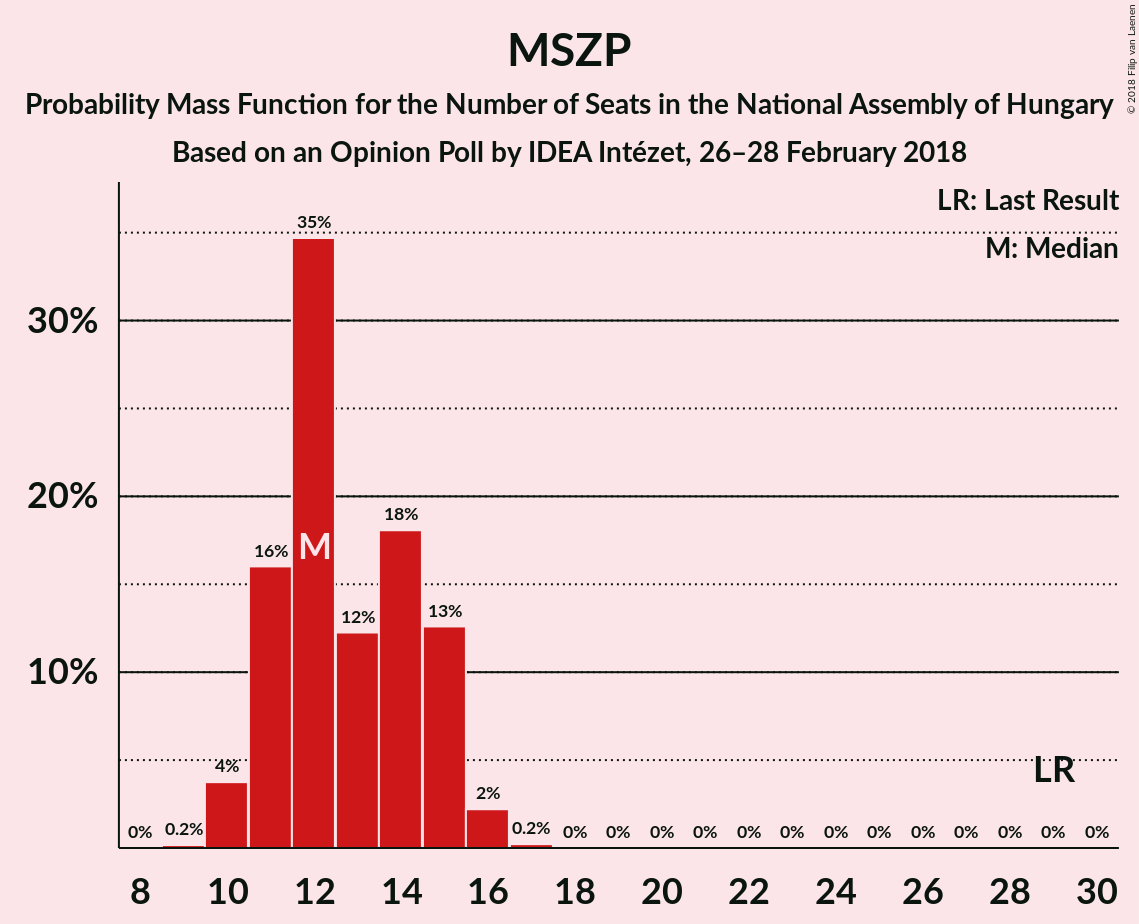 MSZP
Probability Mass Function for the Number of Seats in the National Assembly of Hungary
Based on an Opinion Poll by IDEA Intézet, 26–28 February 2018
© 2018 Filip van Laenen
LR: Last Result
M: Median
30%
20%
10%
0% 0.2% 4% 16% 35% 12% 18% 13% 2% 0.2% 0% 0% 0% 0% 0% 0% 0% 0% 0% 0% 0% 0% 0%
M
LR
8 10 12 14 16 18 20 22 24 26 28 30